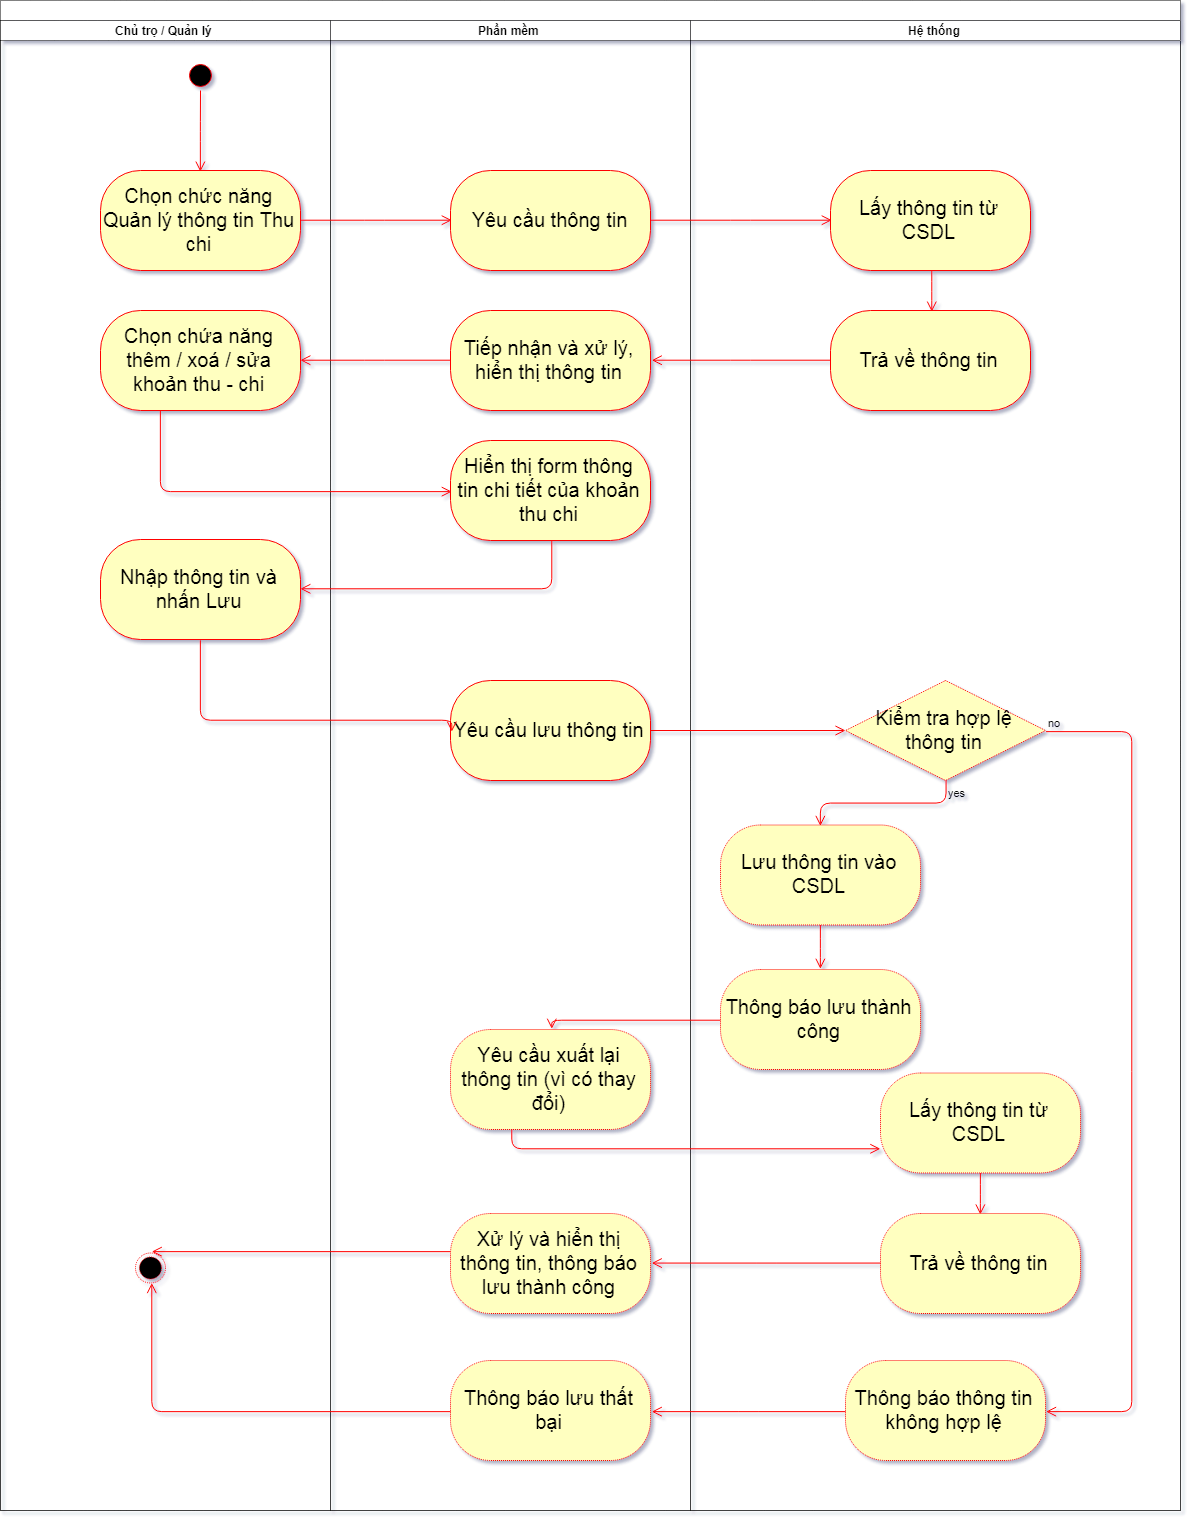 Chủ trọ / Quản lý
Phần mềm
Hệ thống
Chọn chức năng
Quản lý thông tin Thu
chi
Yêu cầu thông tin
Lấy thông tin từ
CSDL
Chọn chứa năng
thêm / xoá / sửa
khoản thu - chi
Tiếp nhận và xử lý,
hiển thị thông tin
Trả về thông tin
Hiển thị form thông
tin chi tiết của khoản
thu chi
Nhập thông tin và
nhấn Lưu
Yêu cầu lưu thông tin
Kiểm tra hợp lệ
thông tin
no
yes
Lưu thông tin vào
CSDL
Thông báo lưu thành
công
Yêu cầu xuất lại
thông tin (vì có thay
đổi)
Lấy thông tin từ
CSDL
Xử lý và hiển thị
thông tin, thông báo
lưu thành công
Trả về thông tin
Thông báo lưu thất
bại
Thông báo thông tin
không hợp lệ